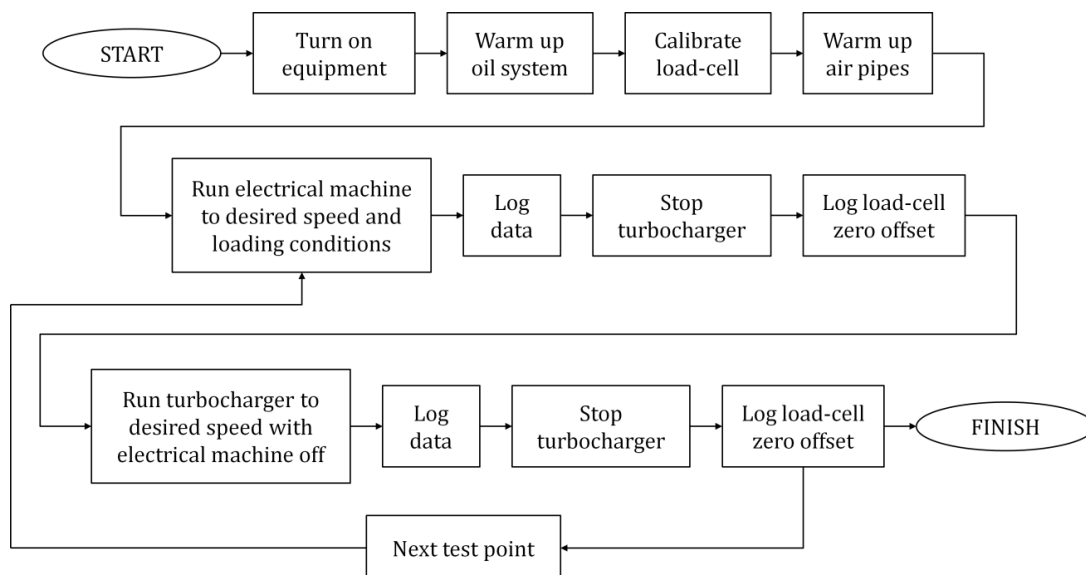 START
Turn on
equipment
Warm up
oil system
Calibrate
load-cell
Warm up
air pipes
Run electrical machine
to desired speed and
loading conditions
Log
data
Stop
turbocharger
Log load-cell
zero offset
Run turbocharger to
desired speed with
electrical machine off
Log
data
Stop
turbocharger
Log load-cell
zero offset
FINISH
Next test point